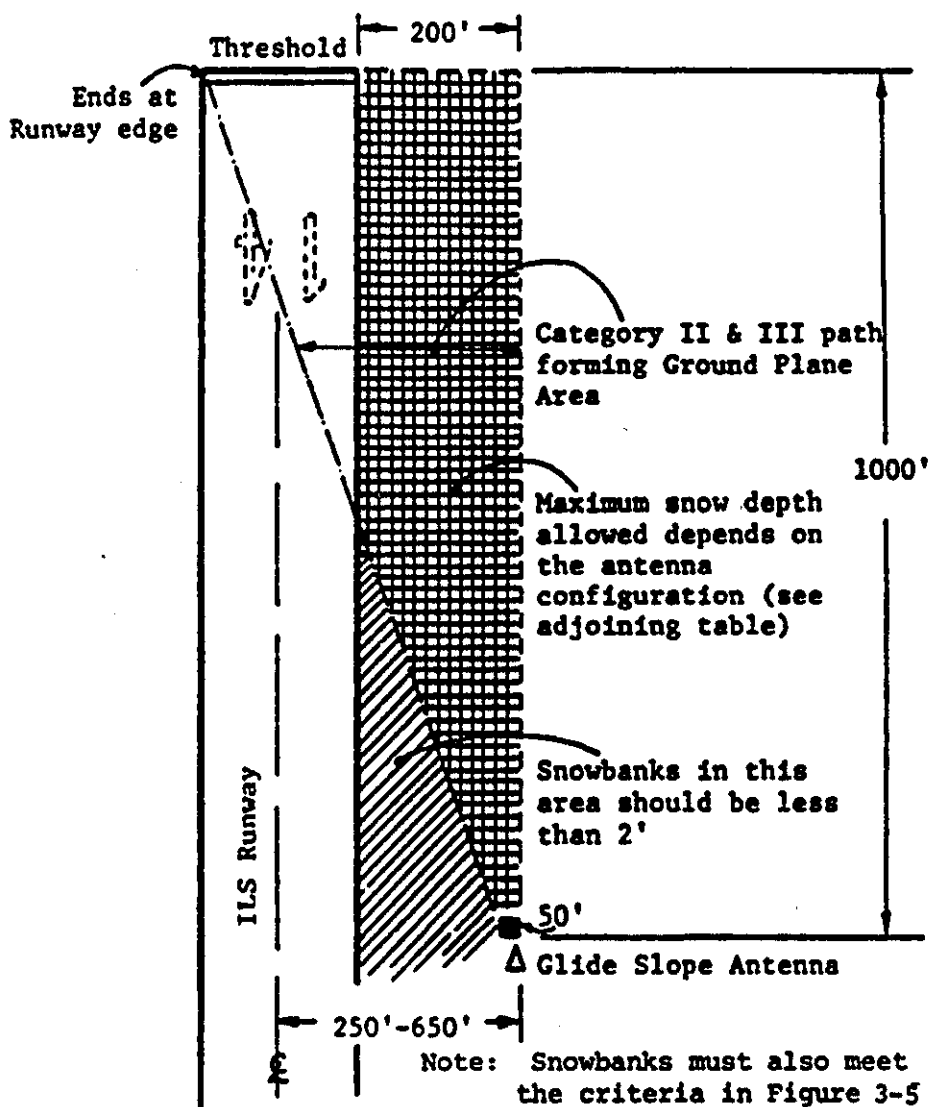 200'
Threshold
Ends at
Runway edge
Category II & III path
forming Ground Plane
Area
1000'
Maximum snow depth
allowed depends on
the antenna
configuration (see
adjoining table)
Snowbanks in this
area should be less
than 2'
ILS Runway
50'
Δ Glide Slope Antenna
250'-650'
Note: Snowbanks must also meet
the criteria in Figure 3-5